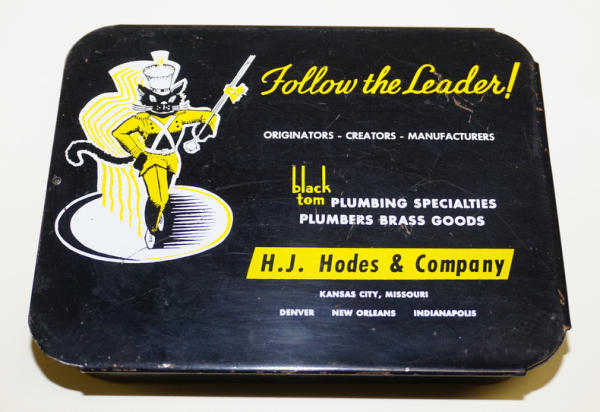 Follow the Leader!
ORIGINATORS - CREATORS - MANUFACTURERS
black
tom PLUMBING SPECIALTIES
PLUMBERS BRASS GOODS
H.J. Hodes & Company
KANSAS CITY, MISSOURI
DENVER NEW ORLEANS INDIANAPOLIS